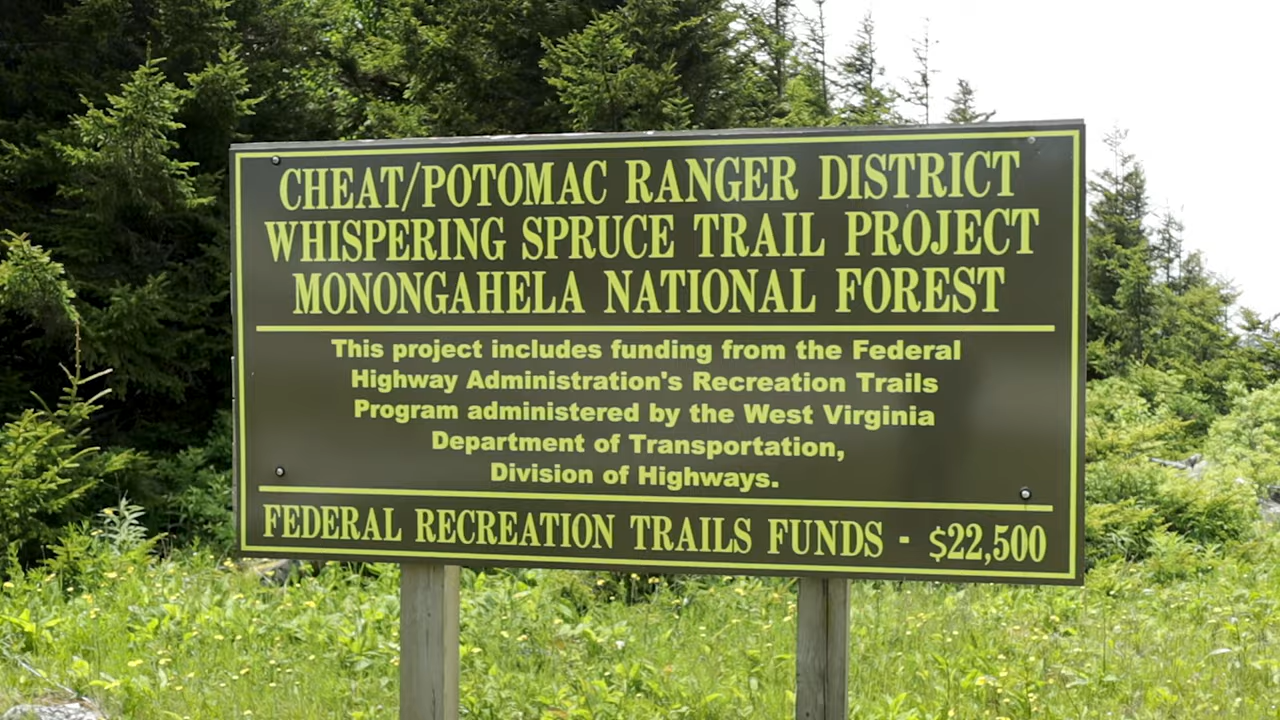 CHEAT/POTOMAC RANGER DISTRICT
WHISPERING SPRUCE TRAIL PROJECT
MONONGAHELA NATIONAL FOREST
This project includes funding from the Federal
Highway Administration's Recreation Trails
Program administered by the West Virginia
Department of Transportation,
Division of Highways.
FEDERAL RECREATION TRAILS FUNDS - $22,500